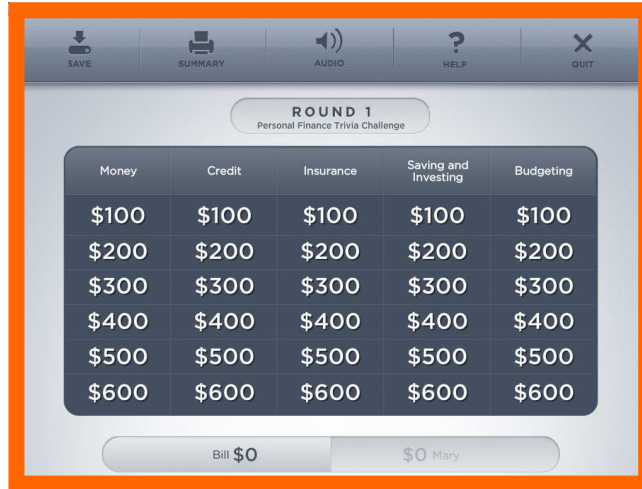 SAVE SUMMARY AUDIO HELP QUIT
ROUND 1
Personal Finance Trivia Challenge
Money Credit Insurance Saving and Investing Budgeting
$100 $100 $100 $100 $100
$200 $200 $200 $200 $200
$300 $300 $300 $300 $300
$400 $400 $400 $400 $400
$500 $500 $500 $500 $500
$600 $600 $600 $600 $600
Bill $0 $0 Mary